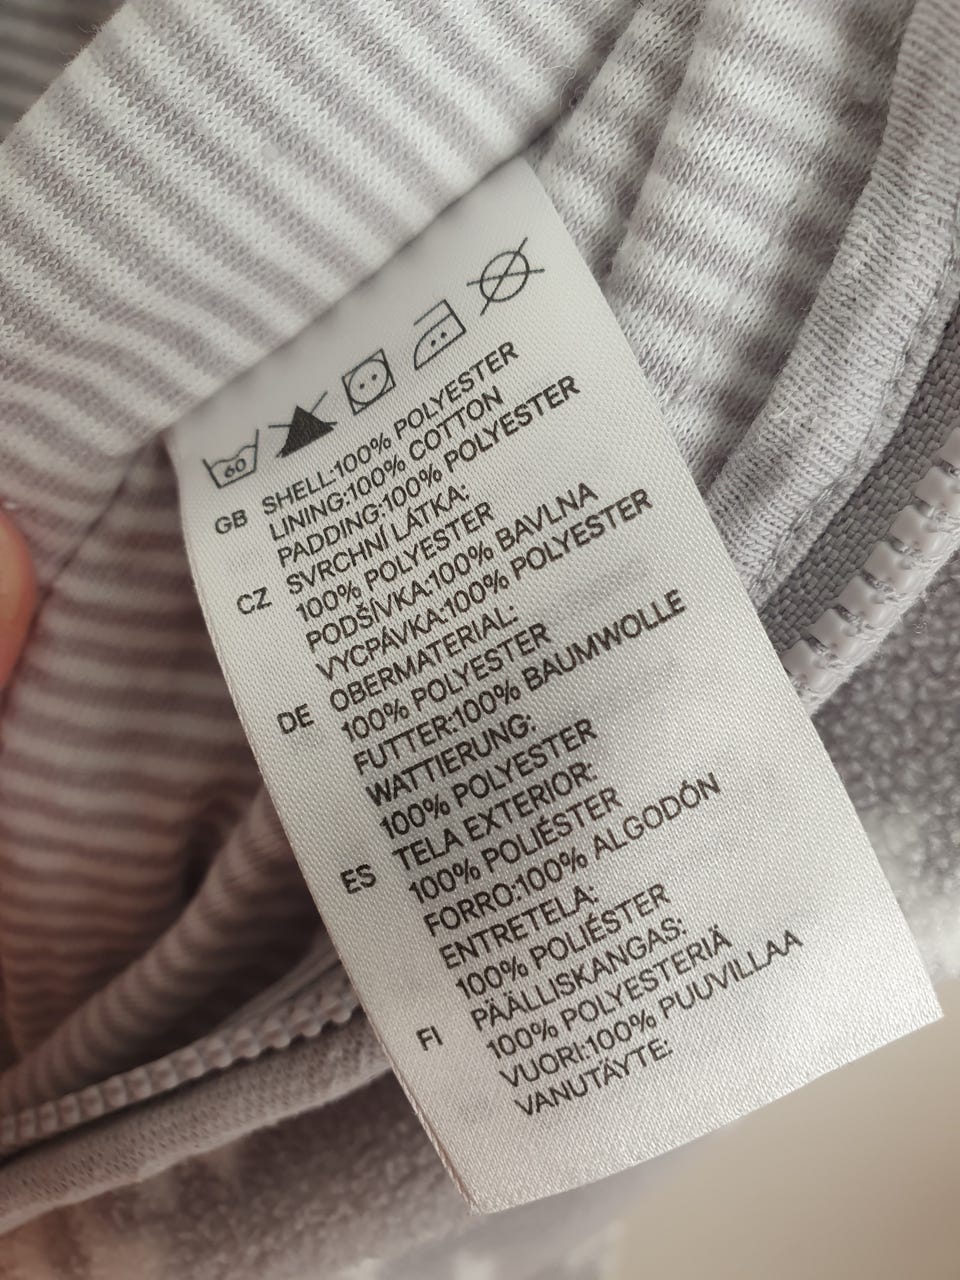 60
GB SHELL:100% POLYESTER
LINING:100% COTTON
PADDING:100% POLYESTER
CZ SVRCHNÍ LÁTKA:
100% POLYESTER
PODŠÍVKA:100% BAVLNA
VYCPÁVKA:100% POLYESTER
DE OBERMATERIAL:
100% POLYESTER
FUTTER:100% BAUMWOLLE
WATTIERUNG:
100% POLYESTER
ES TELA EXTERIOR:
100% POLIÉSTER
FORRO:100% ALGODÓN
ENTRETELA:
100% POLIÉSTER
FI PÄÄLLISKANGAS:
100% POLYESTERIÄ
VUORI:100% PUUVILLAA
VANUTÄYTE: